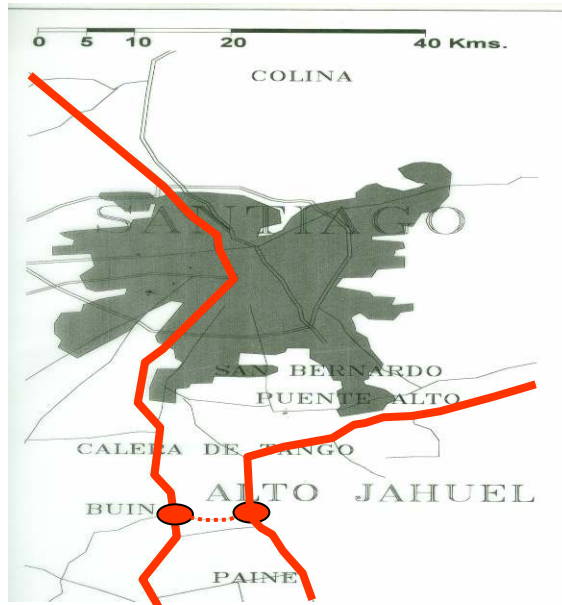 0 5 10 20 40 Kms.
COLINA
SANTIAGO
SAN BERNARDO
PUENTE ALTO
CALERA DE TANGO
ALTO JAHUEL
BUIN
PAINE